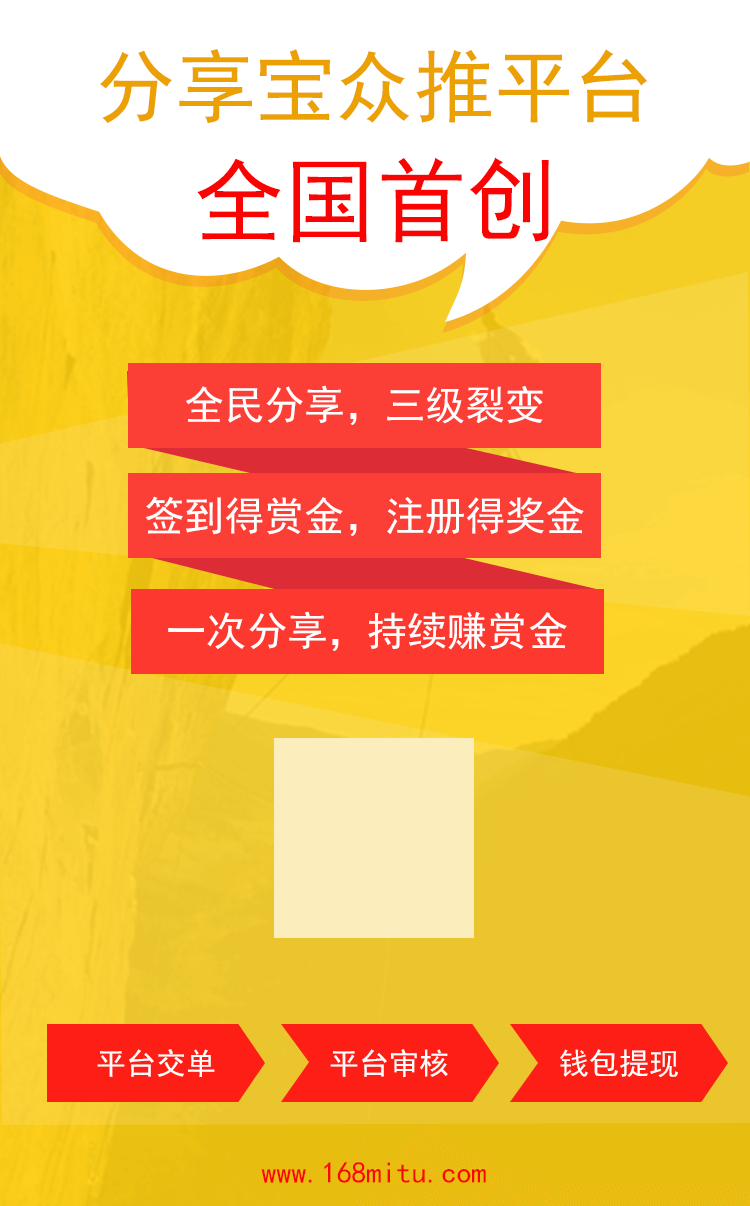 分享宝众推平台
全国首创
全民分享，三级裂变
签到得赏金，注册得奖金
一次分享，持续赚赏金
平台交单
平台审核
钱包提现
www.168mitu.com